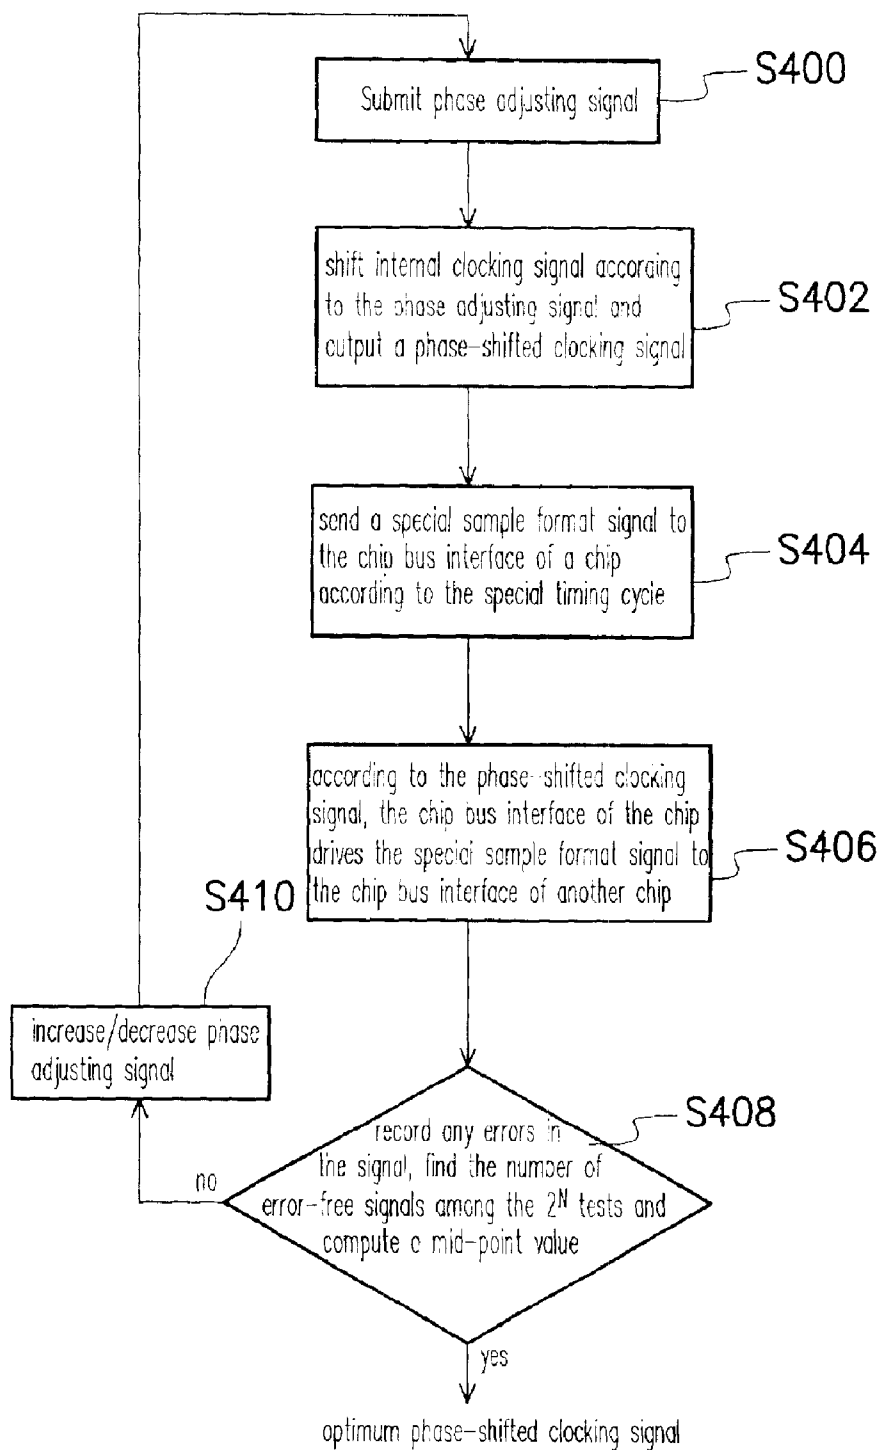 Submit phase adjusting signal
S400
shift internal clocking signal according
to the phase adjusting signal and
output a phase-shifted clocking signal
S402
send a special sample format signal to
the chip bus interface of a chip
according to the special timing cycle
S404
according to the phase-shifted clocking
signal, the chip bus interface of the chip
drives the special sample format signal to
the chip bus interface of another chip
S406
S410
increase/decrease phase
adjusting signal
record any errors in
the signal, find the number of
error-free signals among the 2^N tests and
compute a mid-point value
S408
no
yes
optimum phase-shifted clocking signal